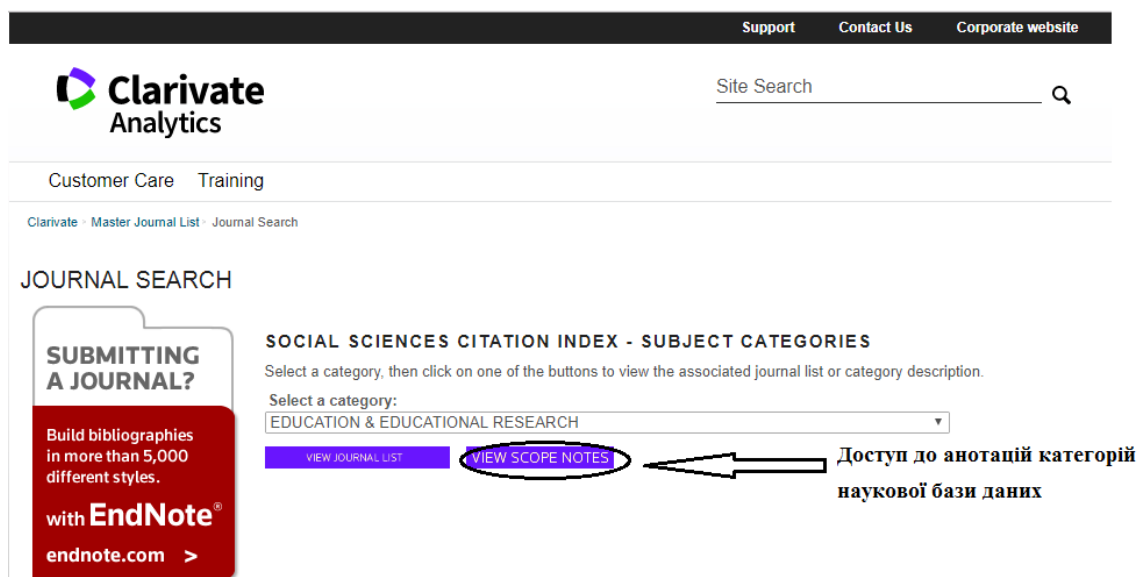 Support Contact Us Corporate website
Clarivate
Analytics
Site Search
Customer Care Training
Clarivate Master Journal List Journal Search
JOURNAL SEARCH
SUBMITTING
A JOURNAL?
Build bibliographies
in more than 5,000
different styles.
with EndNote®
endnote.com >
SOCIAL SCIENCES CITATION INDEX - SUBJECT CATEGORIES
Select a category, then click on one of the buttons to view the associated journal list or category description.
Select a category:
EDUCATION & EDUCATIONAL RESEARCH
VIEW JOURNAL LIST VIEW SCOPE NOTES
Доступ до анотацій категорій
наукової бази даних